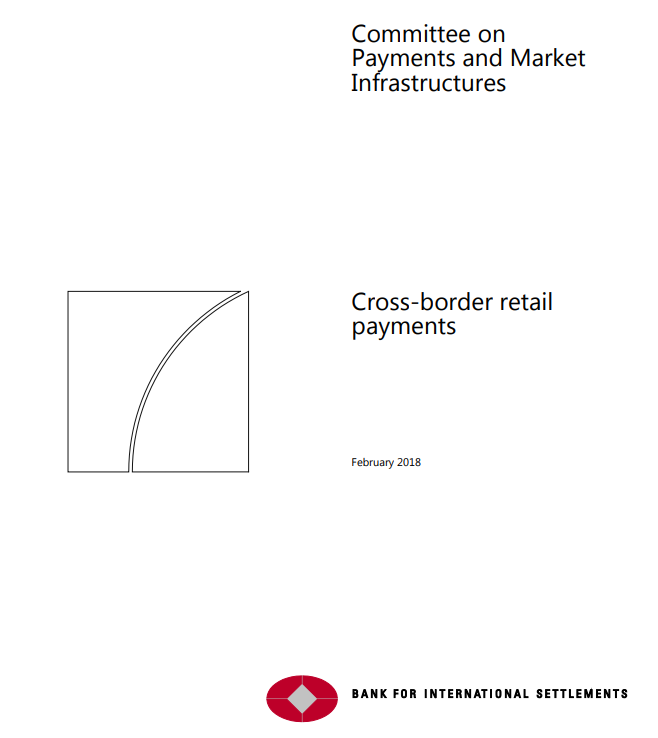 Committee on
Payments and Market
Infrastructures
Cross-border retail
payments
February 2018
BANK FOR INTERNATIONAL SETTLEMENTS